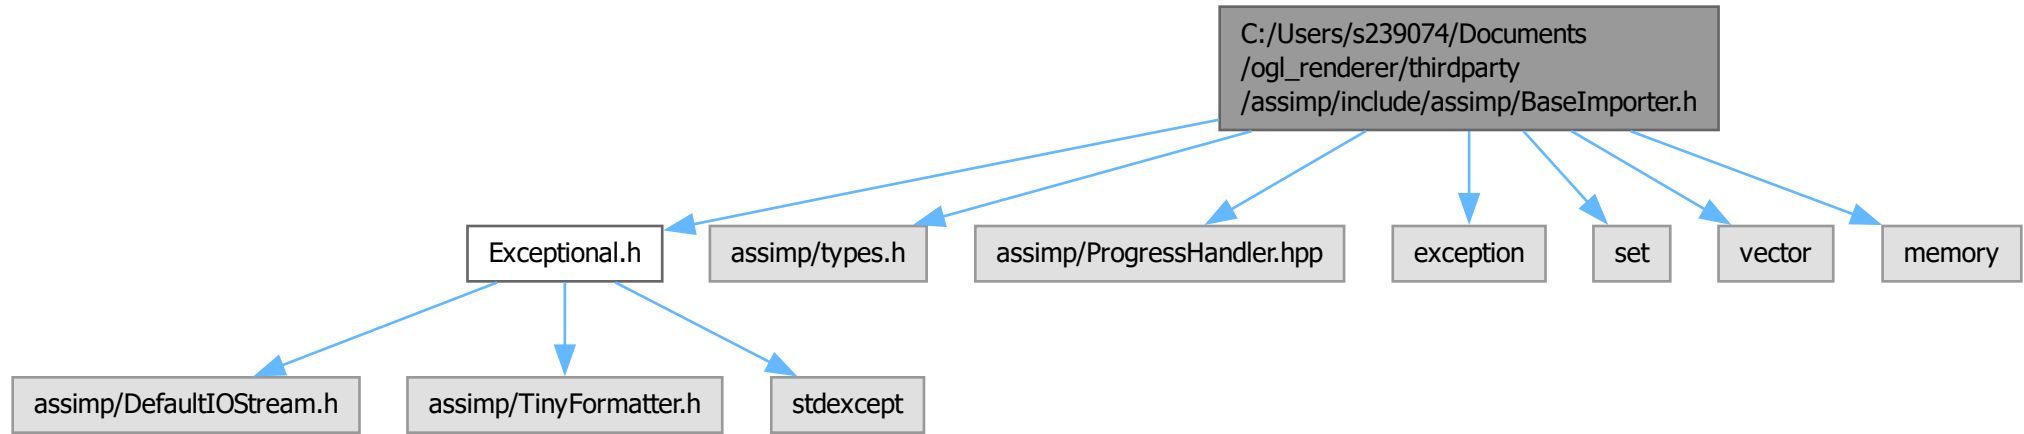 C:/Users/s239074/Documents
/ogl_renderer/thirdparty
/assimp/include/assimp/BaseImporter.h
Exceptional.h
assimp/types.h
assimp/ProgressHandler.hpp
exception
set
vector
memory
assimp/DefaultIOStream.h
assimp/TinyFormatter.h
stdexcept